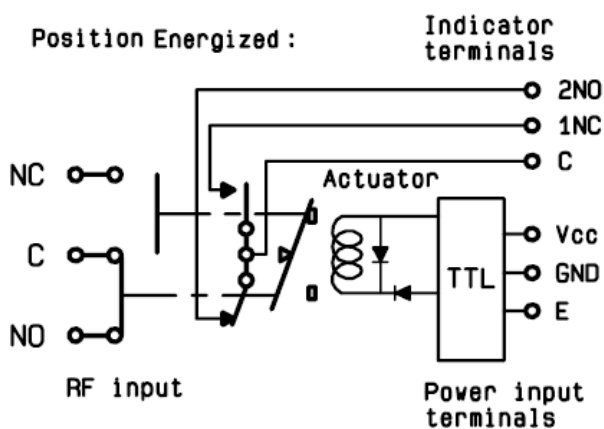 Position Energized :
Indicator
terminals
2NO
1NC
C
NC
Actuator
C
Vcc
TTL
GND
E
NO
RF input
Power input
terminals